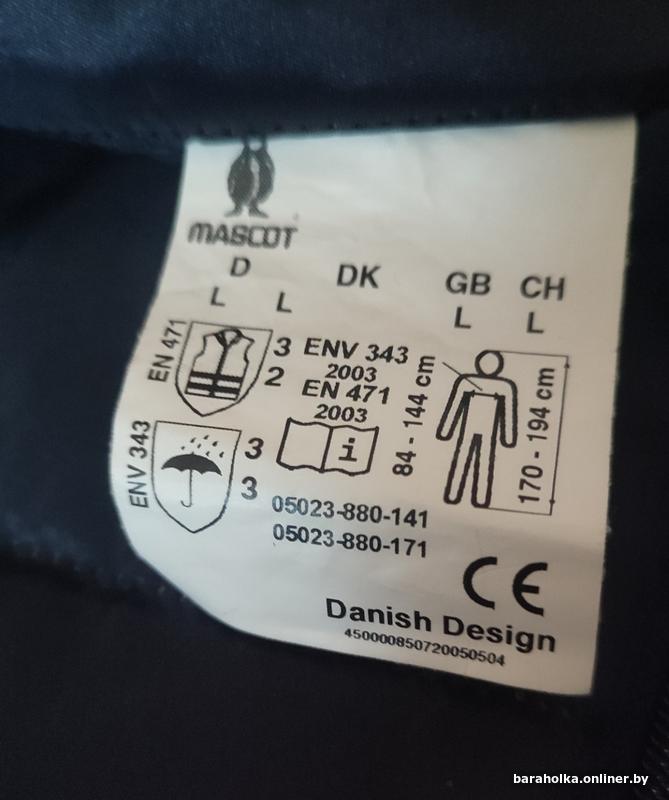 MASCOT
D DK GB CH
L L L L
EN 471
3
2
ENV 343
2003
EN 471
2003
84 - 144 cm
170 - 194 cm
ENV 343
3
3
i
05023-880-141
05023-880-171
CE
Danish Design
450000850720050504
baraholka.onliner.by